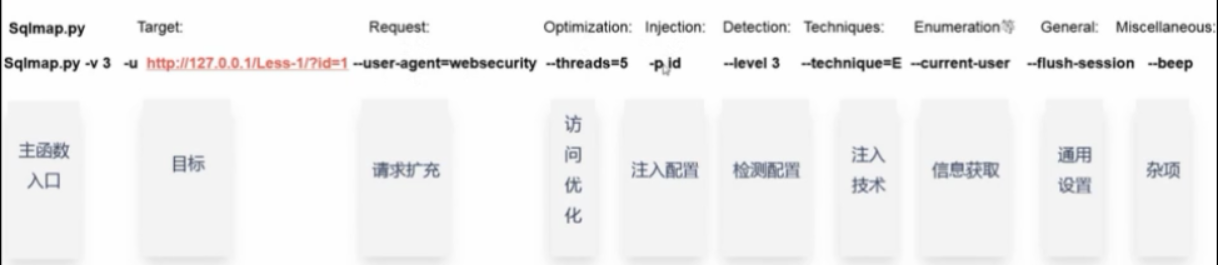 Sqlmap.py Target: Request: Optimization: Injection: Detection: Techniques: Enumeration等 General: Miscellaneous:
Sqlmap.py -v 3 -u http://127.0.0.1/Less-1/?id=1 --user-agent=websecurity --threads=5 -p id --level 3 --technique=E --current-user --flush-session --beep
主函数
入口
目标
请求扩充
访
问
优
化
注入配置
检测配置
注入
技术
信息获取
通用
设置
杂项